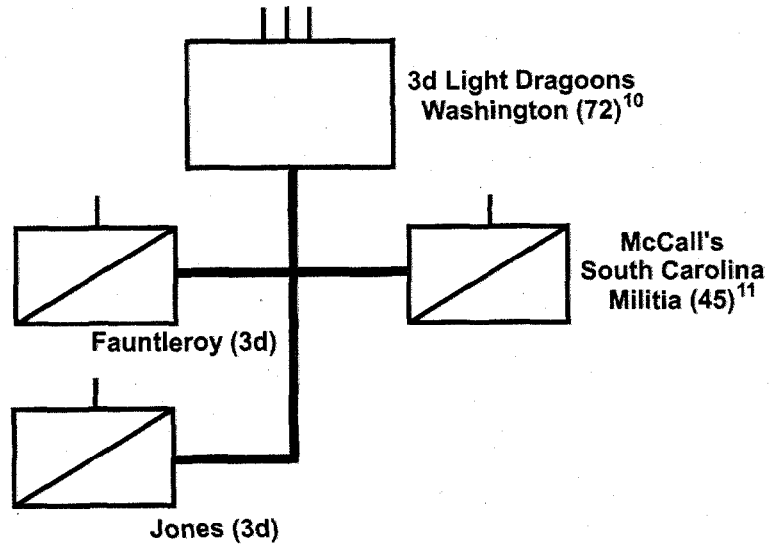 3d Light Dragoons
Washington (72)10
McCall's
South Carolina
Militia (45)11
Fauntleroy (3d)
Jones (3d)